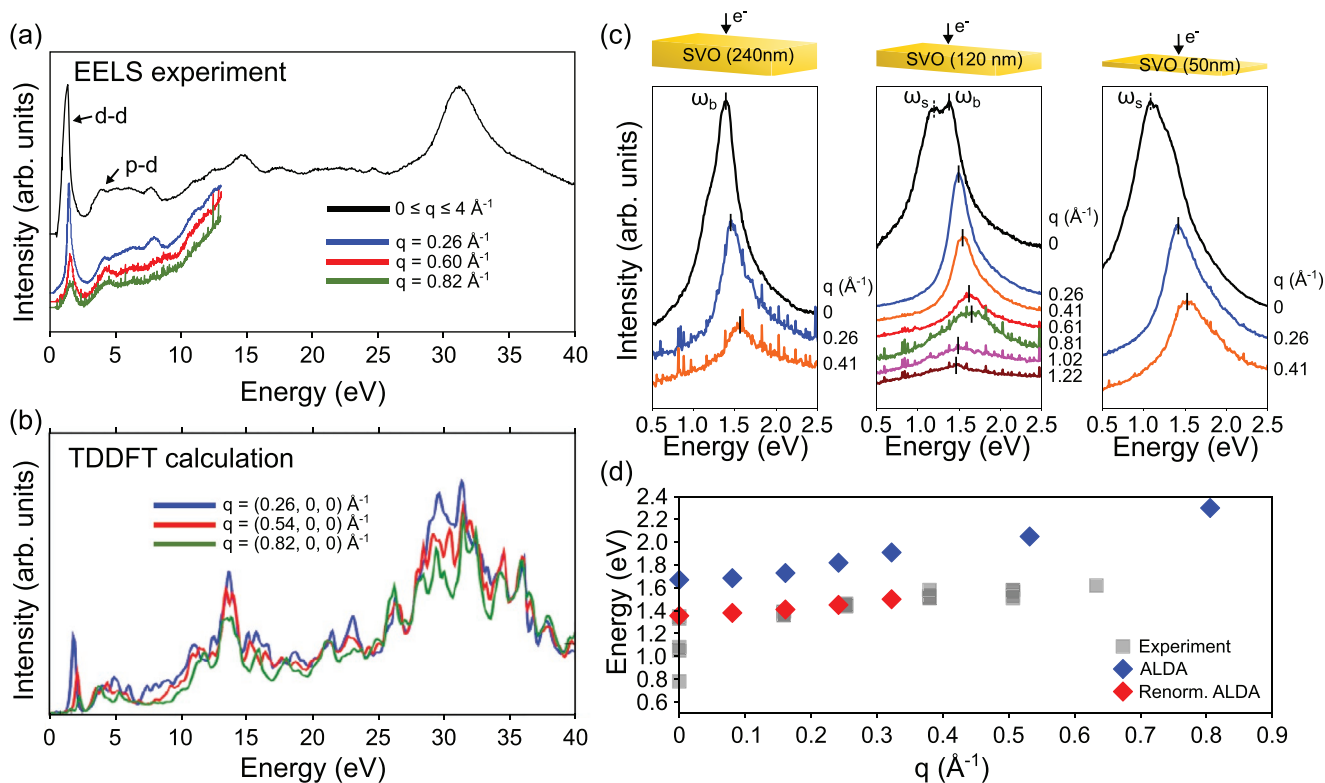 (a)
EELS experiment
d-d
p-d
0 ≤ q ≤ 4 Å⁻¹
q = 0.26 Å⁻¹
q = 0.60 Å⁻¹
q = 0.82 Å⁻¹
Intensity (arb. units)
0 5 10 15 20 25 30 35 40
Energy (eV)
(b)
TDDFT calculation
q = (0.26, 0, 0) Å⁻¹
q = (0.54, 0, 0) Å⁻¹
q = (0.82, 0, 0) Å⁻¹
Intensity (arb. units)
0 5 10 15 20 25 30 35 40
Energy (eV)
(c)
e⁻
SVO (240nm)
ω_b
Intensity (arb. units)
q (Å⁻¹)
0
0.26
0.41
0.5 1.0 1.5 2.0 2.5
Energy (eV)
e⁻
SVO (120 nm)
ω_s ω_b
q (Å⁻¹)
0
0.26
0.41
0.61
0.81
1.02
1.22
0.5 1.0 1.5 2.0 2.5
Energy (eV)
e⁻
SVO (50nm)
ω_s
q (Å⁻¹)
0
0.26
0.41
0.5 1.0 1.5 2.0 2.5
Energy (eV)
(d)
Energy (eV)
2.4
2.2
2.0
1.8
1.6
1.4
1.2
1.0
0.8
0.6
Experiment
ALDA
Renorm. ALDA
0 0.1 0.2 0.3 0.4 0.5 0.6 0.7 0.8 0.9
q (Å⁻¹)